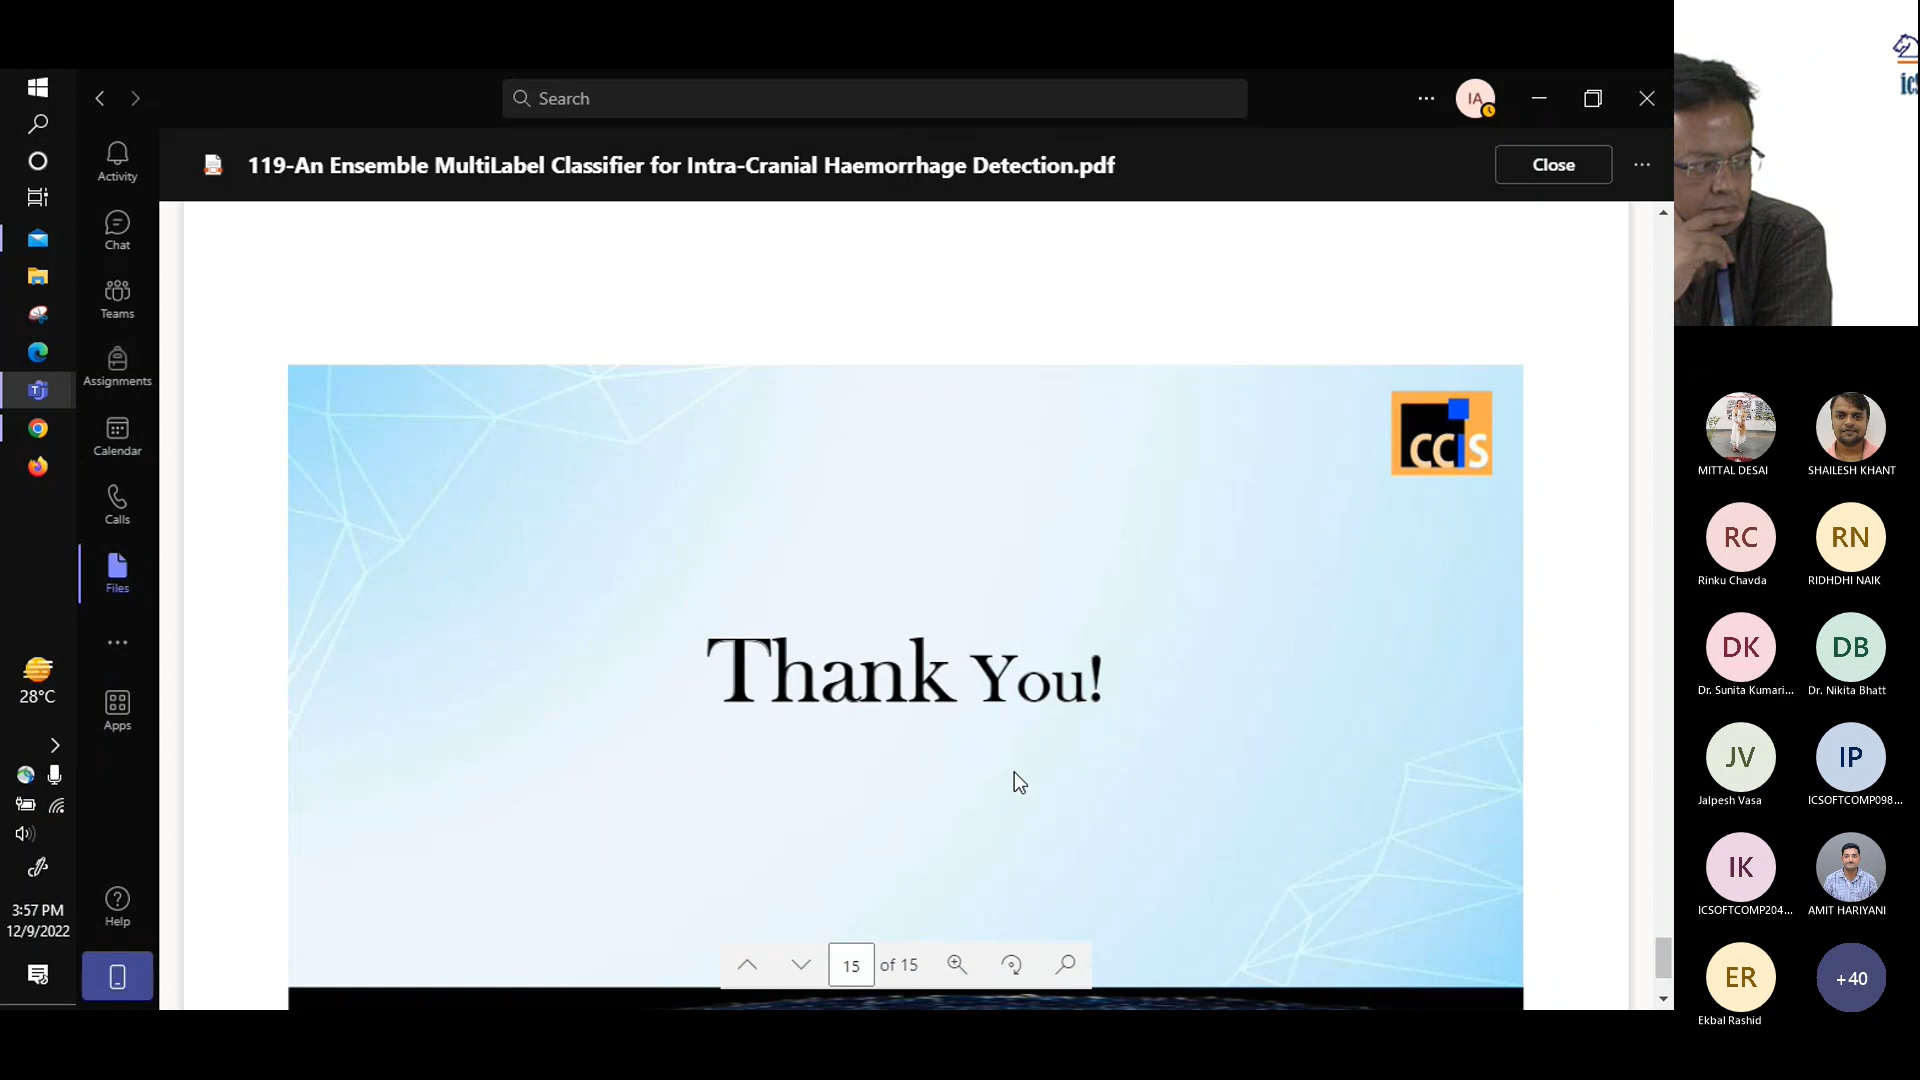 Search
IA
119-An Ensemble MultiLabel Classifier for Intra-Cranial Haemorrhage Detection.pdf
Close
Activity
Chat
Teams
Assignments
Calendar
Calls
Files
Apps
Help
28°C
3:57 PM
12/9/2022
CCIS
Thank You!
15 of 15
MITTAL DESAI
SHAILESH KHANT
RC
Rinku Chavda
RN
RIDHDHI NAIK
DK
Dr. Sunita Kumari...
DB
Dr. Nikita Bhatt
JV
Jalpesh Vasa
IP
ICSOFTCOMP098...
IK
ICSOFTCOMP204...
AMIT HARIYANI
ER
Ekbal Rashid
+40